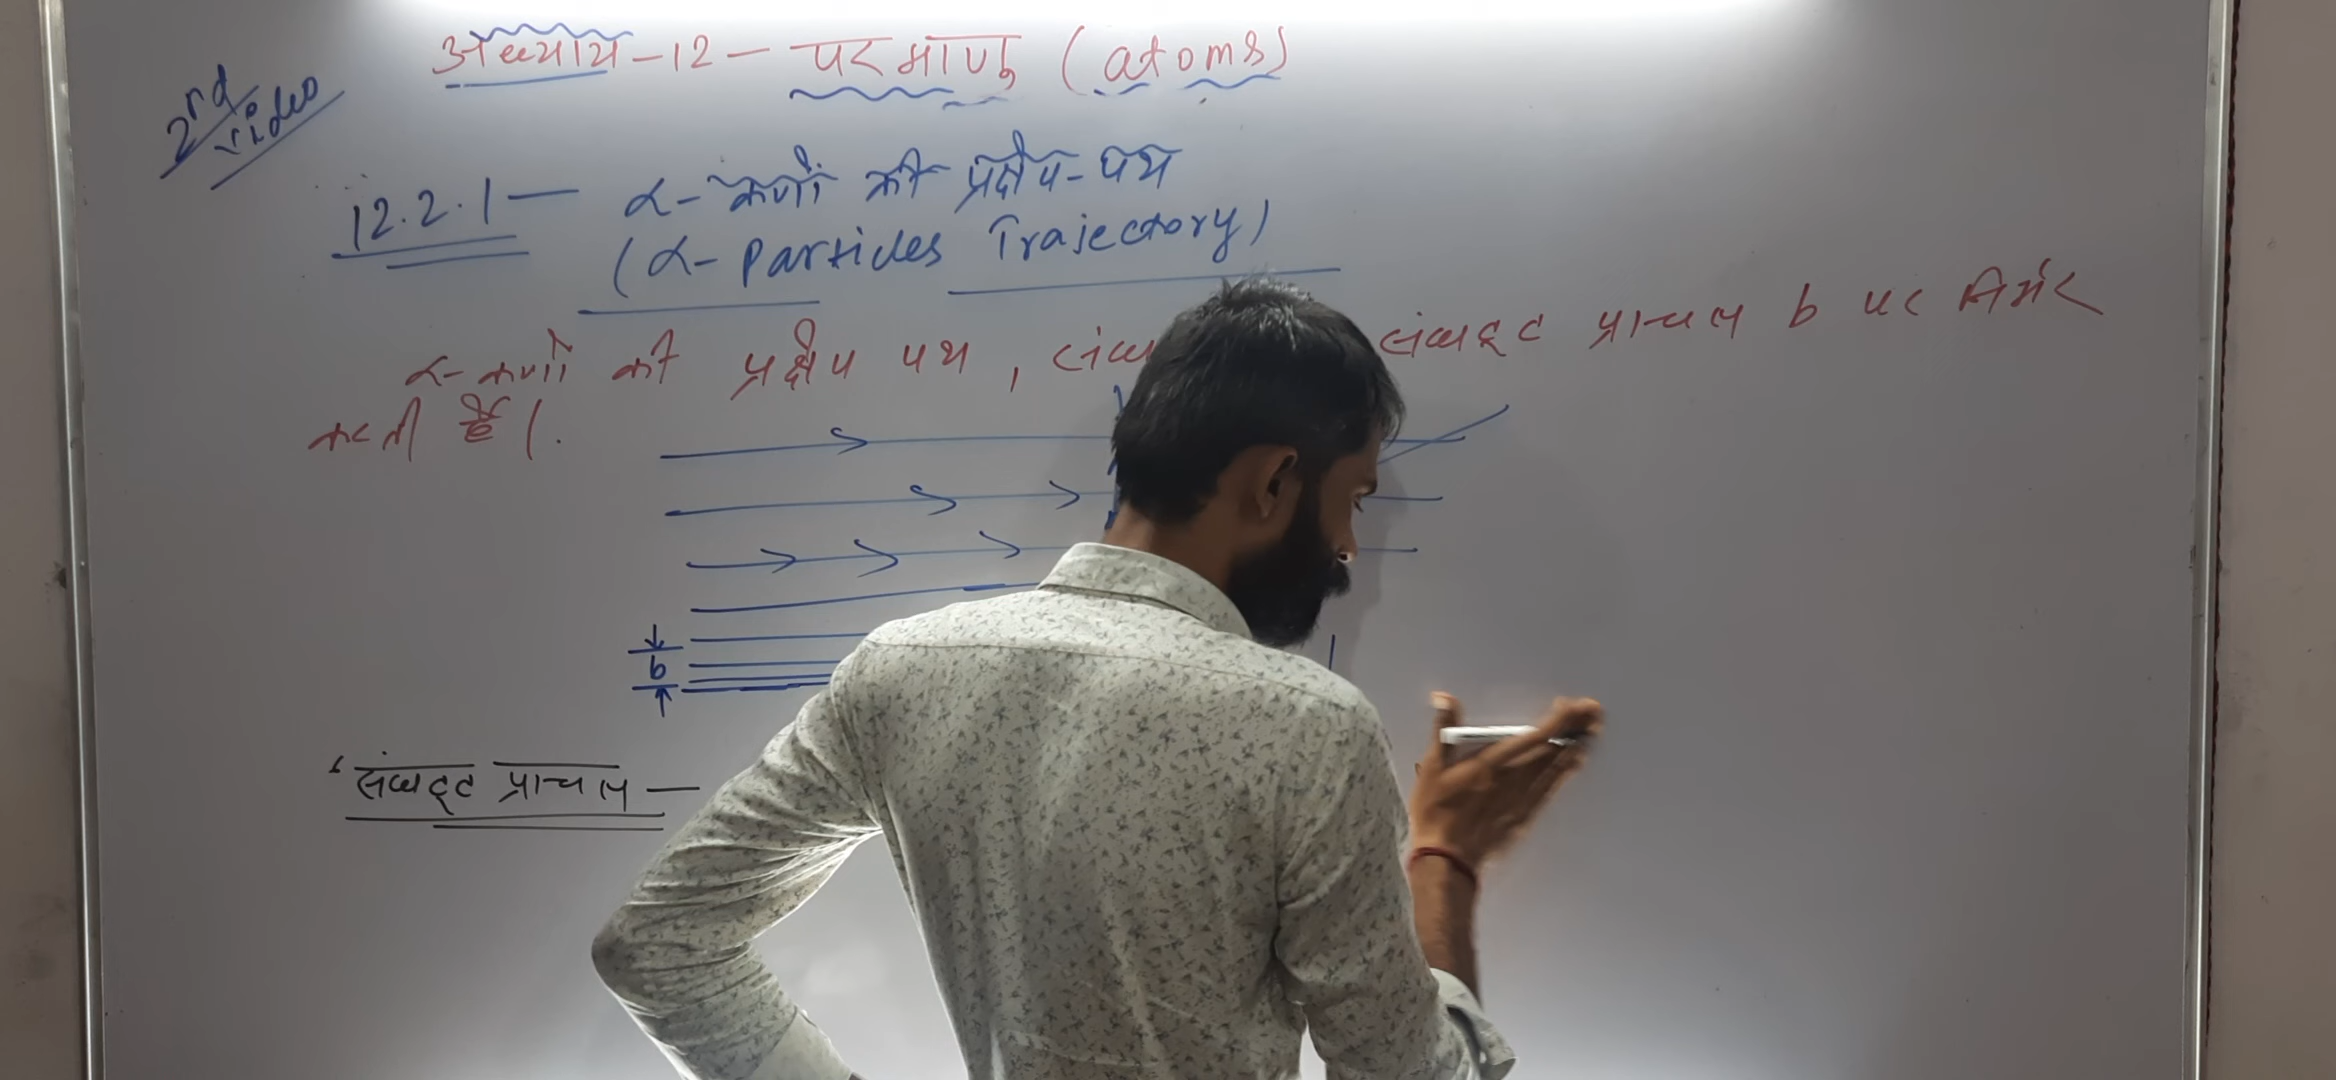 अध्याय-12- परमाणु (atoms)
2nd video
12.2.1- α-कणों की प्रक्षेप-पथ
(α- Particles Trajectory)
α-कणों की प्रक्षेप पथ, संघट्ट प्राचल b पर निर्भर
करती है।
b
संघट्ट प्राचल —